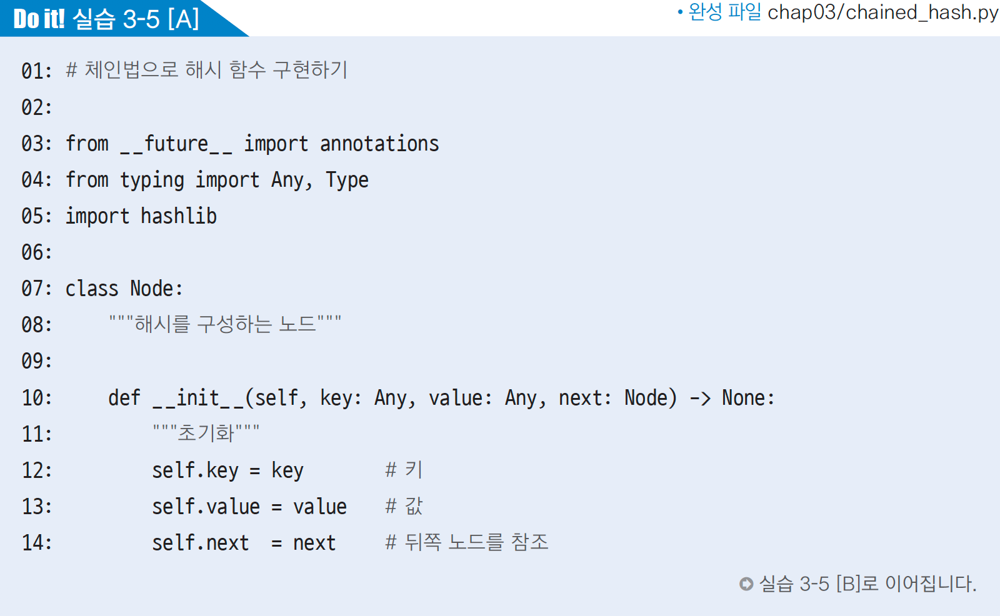 Do it! 실습 3-5 [A]
• 완성 파일 chap03/chained_hash.py
01: # 체인법으로 해시 함수 구현하기
02:
03: from __future__ import annotations
04: from typing import Any, Type
05: import hashlib
06:
07: class Node:
08:     """해시를 구성하는 노드"""
09:
10:     def __init__(self, key: Any, value: Any, next: Node) -> None:
11:         """초기화"""
12:         self.key = key       # 키
13:         self.value = value   # 값
14:         self.next  = next    # 뒤쪽 노드를 참조
실습 3-5 [B]로 이어집니다.